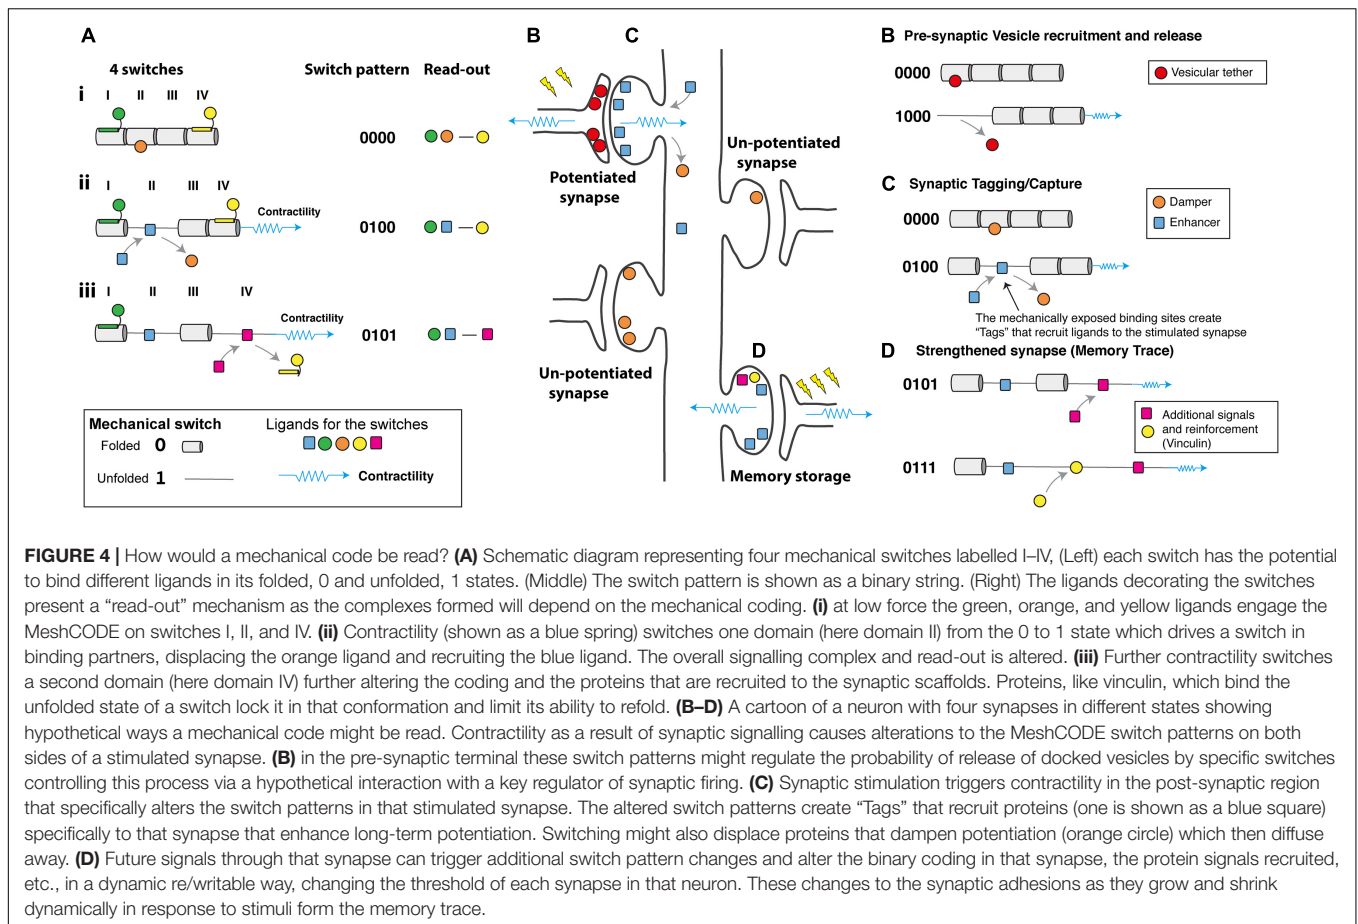 A
4 switches
Switch pattern
Read-out
i
I II III IV
0000
ii
I II III IV
Contractility
0100
iii
I II III IV
Contractility
0101
Mechanical switch
Folded 0
Unfolded 1
Ligands for the switches
Contractility
B
C
Potentiated
synapse
Un-potentiated
synapse
Un-potentiated
synapse
D
Memory storage
B Pre-synaptic Vesicle recruitment and release
0000
Vesicular tether
1000
C Synaptic Tagging/Capture
0000
Damper
Enhancer
0100
The mechanically exposed binding sites create
“Tags” that recruit ligands to the stimulated synapse
D Strengthened synapse (Memory Trace)
0101
Additional signals
and reinforcement
(Vinculin)
0111
FIGURE 4 | How would a mechanical code be read? (A) Schematic diagram representing four mechanical switches labelled I–IV, (Left) each switch has the potential
to bind different ligands in its folded, 0 and unfolded, 1 states. (Middle) The switch pattern is shown as a binary string. (Right) The ligands decorating the switches
present a “read-out” mechanism as the complexes formed will depend on the mechanical coding. (i) at low force the green, orange, and yellow ligands engage the
MeshCODE on switches I, II, and IV. (ii) Contractility (shown as a blue spring) switches one domain (here domain II) from the 0 to 1 state which drives a switch in
binding partners, displacing the orange ligand and recruiting the blue ligand. The overall signalling complex and read-out is altered. (iii) Further contractility switches
a second domain (here domain IV) further altering the coding and the proteins that are recruited to the synaptic scaffolds. Proteins, like vinculin, which bind the
unfolded state of a switch lock it in that conformation and limit its ability to refold. (B–D) A cartoon of a neuron with four synapses in different states showing
hypothetical ways a mechanical code might be read. Contractility as a result of synaptic signalling causes alterations to the MeshCODED switch patterns on both
sides of a stimulated synapse. (B) in the pre-synaptic terminal these switch patterns might regulate the probability of release of docked vesicles by specific switches
controlling this process via a hypothetical interaction with a key regulator of synaptic firing. (C) Synaptic stimulation triggers contractility in the post-synaptic region
that specifically alters the switch patterns in that stimulated synapse. The altered switch patterns create “Tags” that recruit proteins (one is shown as a blue square)
specifically to that synapse that enhance long-term potentiation. Switching might also displace proteins that dampen potentiation (orange circle) which then diffuse
away. (D) Future signals through that synapse can trigger additional switch pattern changes and alter the binary coding in that synapse, the protein signals recruited,
etc., in a dynamic re/writable way, changing the threshold of each synapse in that neuron. These changes to the synaptic adhesions as they grow and shrink
dynamically in response to stimuli form the memory trace.